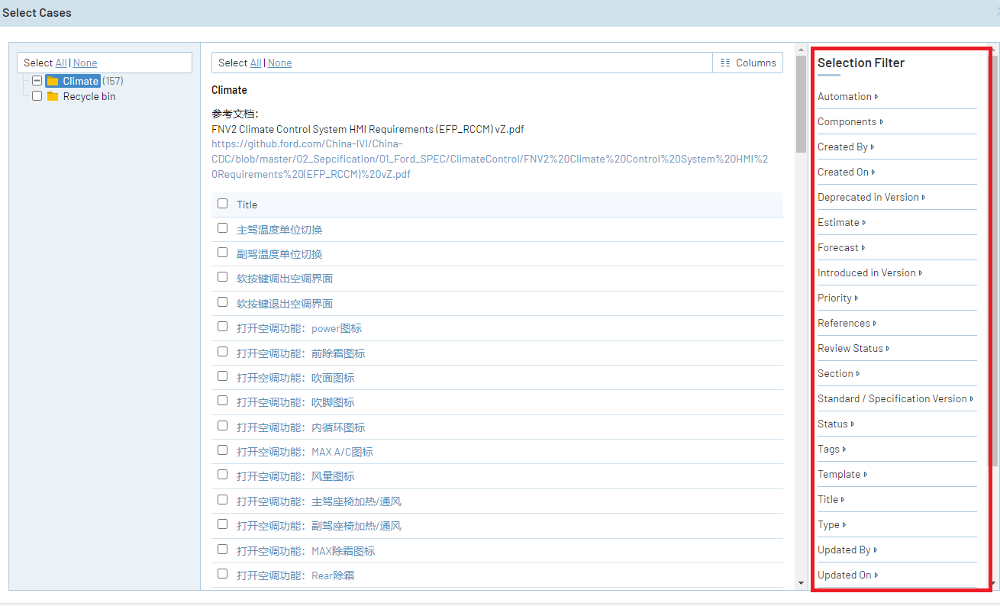 Select Cases
Select All | None
Climate (157)
Recycle bin
Select All | None
Columns
Climate
参考文档：
FNV2 Climate Control System HMI Requirements (EFP_RCCM) vZ.pdf
https://github.ford.com/China-IVI/China-
CDC/blob/master/02_Sepcification/01_Ford_SPEC/ClimateControl/FNV2%20Climate%20Control%20System%20HMI%2
0Requirements%20(EFP_RCCM)%20vZ.pdf
Title
主驾温度单位切换
副驾温度单位切换
软按键调出空调界面
软按键退出空调界面
打开空调功能：power图标
打开空调功能：前除霜图标
打开空调功能：吹面图标
打开空调功能：吹脚图标
打开空调功能：内循环图标
打开空调功能：MAX A/C图标
打开空调功能：风量图标
打开空调功能：主驾座椅加热/通风
打开空调功能：副驾座椅加热/通风
打开空调功能：MAX除霜图标
打开空调功能：Rear除霜
Selection Filter
Automation
Components
Created By
Created On
Deprecated in Version
Estimate
Forecast
Introduced in Version
Priority
References
Review Status
Section
Standard / Specification Version
Status
Tags
Template
Title
Type
Updated By
Updated On